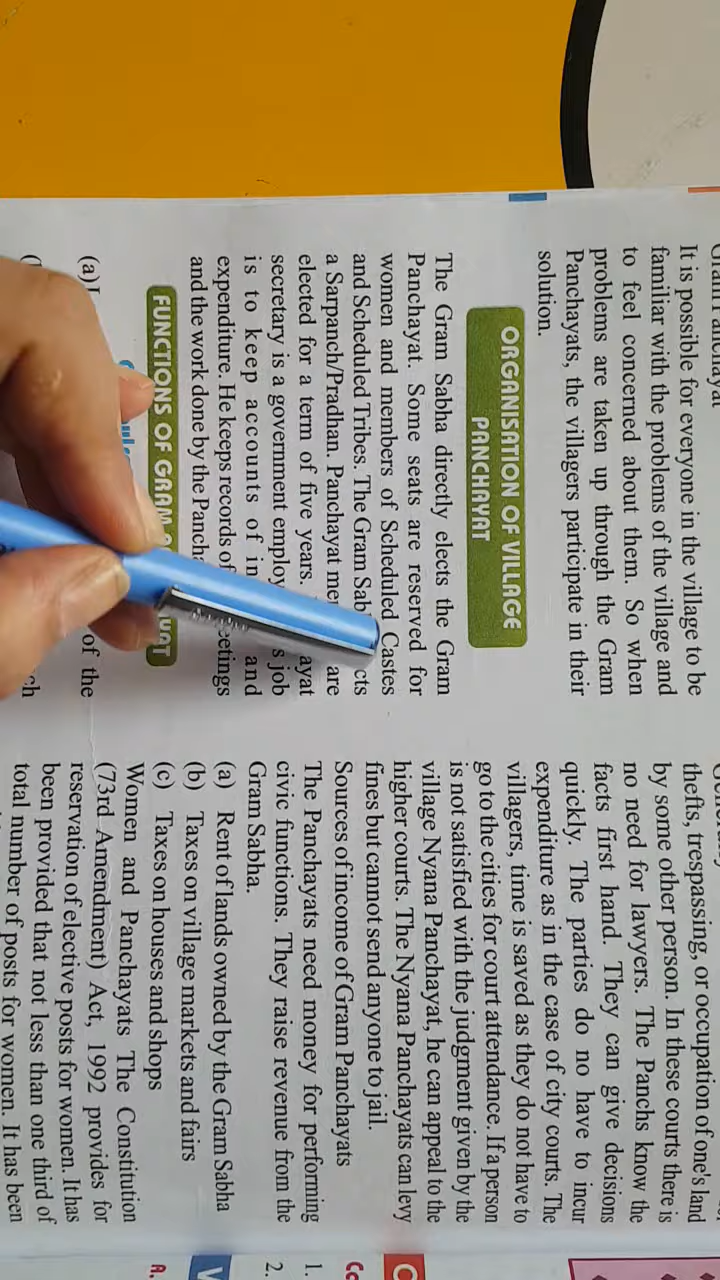 It is possible for everyone in the village to be
familiar with the problems of the village and
to feel concerned about them. So when
problems are taken up through the Gram
Panchayats, the villagers participate in their
solution.
ORGANISATION OF VILLAGE
PANCHAYAT
The Gram Sabha directly elects the Gram
Panchayat. Some seats are reserved for
women and members of Scheduled Castes
and Scheduled Tribes. The Gram
a Sarpanch/Pradhan. Panchayat are
elected for a term of five years.
secretary is a government job
is to keep accounts of and
expenditure. He keeps records of
and the work done by the
FUNCTIONS OF GRAM
(a)
of the
thefts, trespassing, or occupation of one's land
by some other person. In these courts there is
no need for lawyers. The Panchs know the
facts first hand. They can give decisions
quickly. The parties do no have to incur
expenditure as in the case of city courts. The
villagers, time is saved as they do not have to
go to the cities for court attendance. If a person
is not satisfied with the judgment given by the
village Nyana Panchayat, he can appeal to the
higher courts. The Nyana Panchayats can levy
fines but cannot send anyone to jail.
Sources of income of Gram Panchayats
The Panchayats need money for performing
civic functions. They raise revenue from the
Gram Sabha.
(a) Rent of lands owned by the Gram Sabha
(b) Taxes on village markets and fairs
(c) Taxes on houses and shops
Women and Panchayats The Constitution
(73rd Amendment) Act, 1992 provides for
reservation of elective posts for women. It has
been provided that not less than one third of
total number of posts for women. It has been
1.
2.
A.